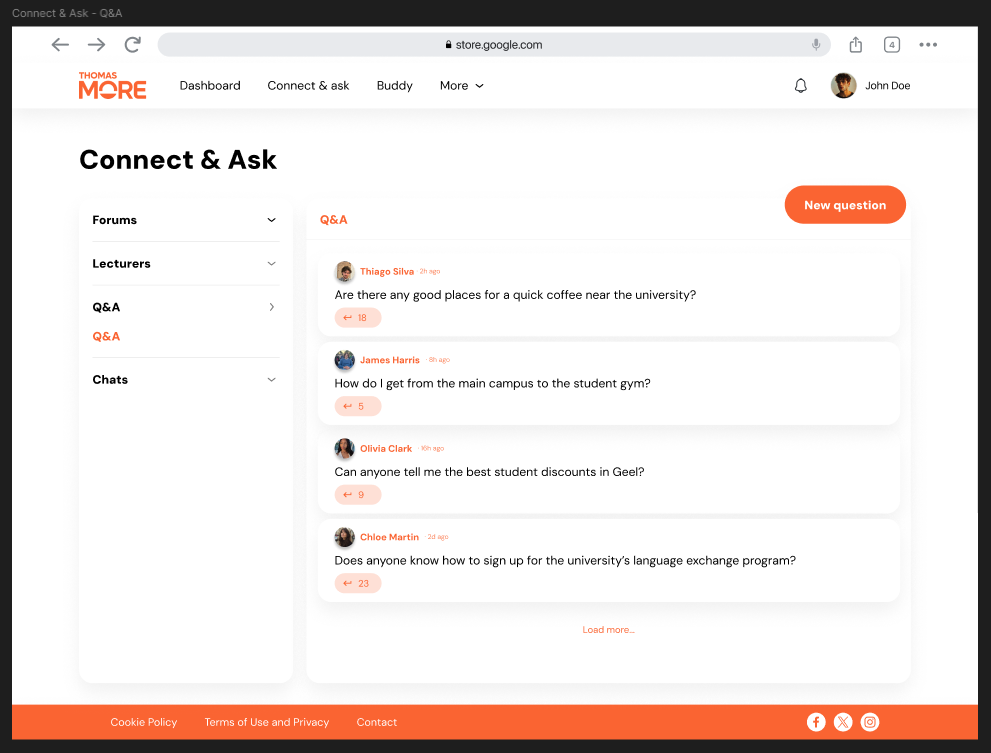 Connect & Ask - Q&A
store.google.com
4
THOMAS
MORE
Dashboard
Connect & ask
Buddy
More
John Doe
Connect & Ask
Forums
Lecturers
Q&A
Q&A
Chats
Q&A
New question
Thiago Silva · 2h ago
Are there any good places for a quick coffee near the university?
18
James Harris · 8h ago
How do I get from the main campus to the student gym?
5
Olivia Clark · 16h ago
Can anyone tell me the best student discounts in Geel?
9
Chloe Martin · 2d ago
Does anyone know how to sign up for the university’s language exchange program?
23
Load more...
Cookie Policy
Terms of Use and Privacy
Contact